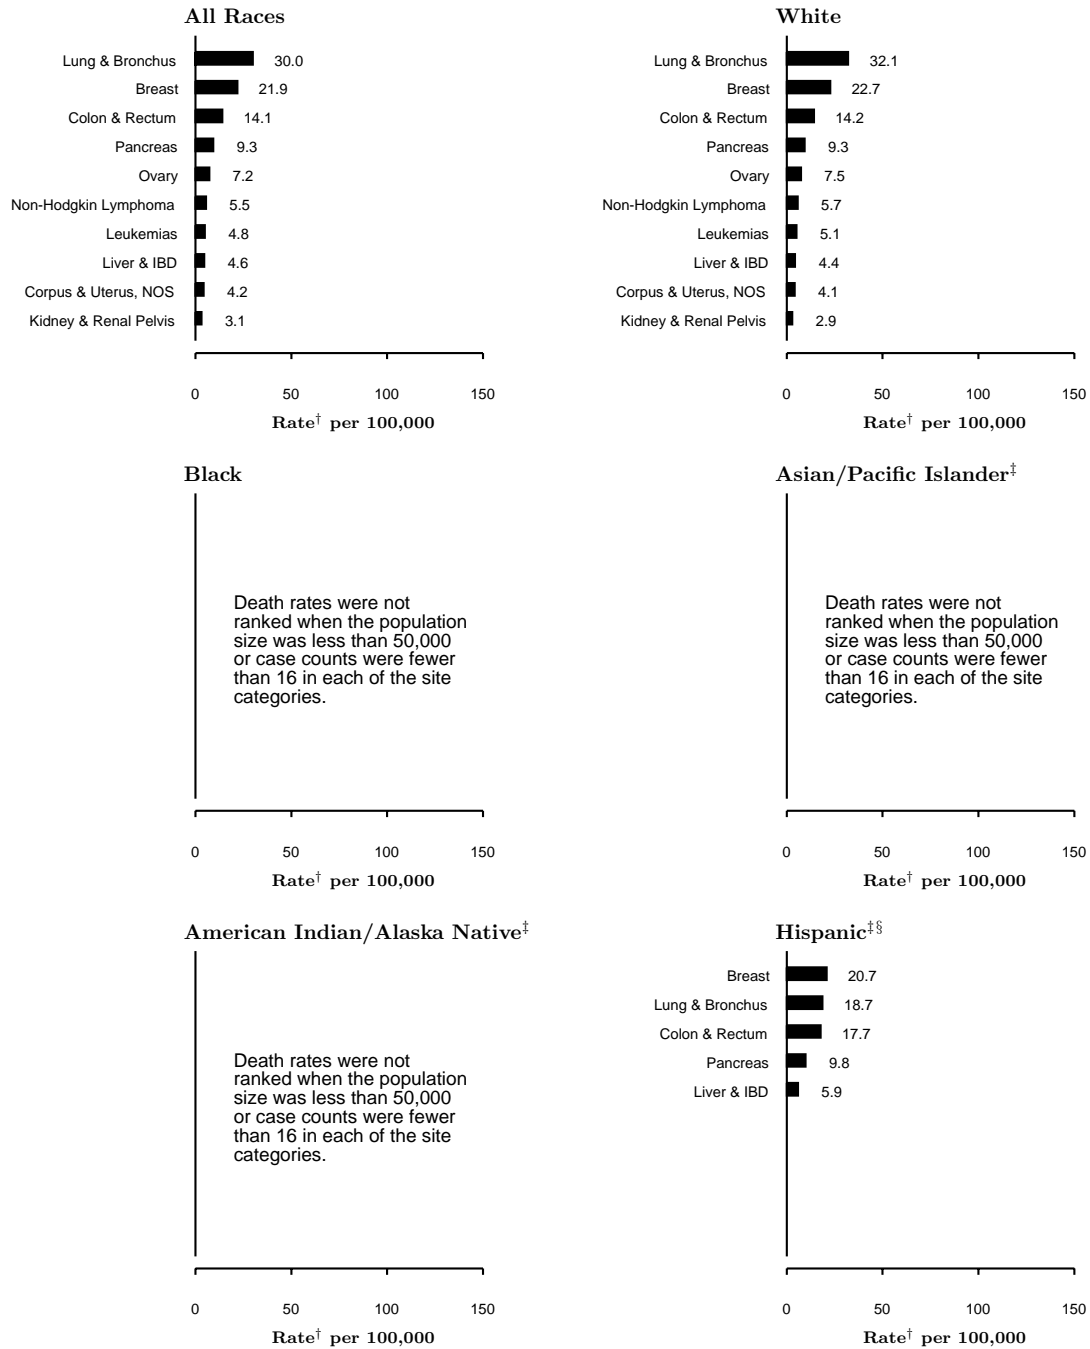 All Races
Lung & Bronchus 30.0
Breast 21.9
Colon & Rectum 14.1
Pancreas 9.3
Ovary 7.2
Non-Hodgkin Lymphoma 5.5
Leukemias 4.8
Liver & IBD 4.6
Corpus & Uterus, NOS 4.2
Kidney & Renal Pelvis 3.1
0 50 100 150
Rate† per 100,000
White
Lung & Bronchus 32.1
Breast 22.7
Colon & Rectum 14.2
Pancreas 9.3
Ovary 7.5
Non-Hodgkin Lymphoma 5.7
Leukemias 5.1
Liver & IBD 4.4
Corpus & Uterus, NOS 4.1
Kidney & Renal Pelvis 2.9
0 50 100 150
Rate† per 100,000
Black
Death rates were not
ranked when the population
size was less than 50,000
or case counts were fewer
than 16 in each of the site
categories.
0 50 100 150
Rate† per 100,000
Asian/Pacific Islander‡
Death rates were not
ranked when the population
size was less than 50,000
or case counts were fewer
than 16 in each of the site
categories.
0 50 100 150
Rate† per 100,000
American Indian/Alaska Native‡
Death rates were not
ranked when the population
size was less than 50,000
or case counts were fewer
than 16 in each of the site
categories.
0 50 100 150
Rate† per 100,000
Hispanic‡§
Breast 20.7
Lung & Bronchus 18.7
Colon & Rectum 17.7
Pancreas 9.8
Liver & IBD 5.9
0 50 100 150
Rate† per 100,000